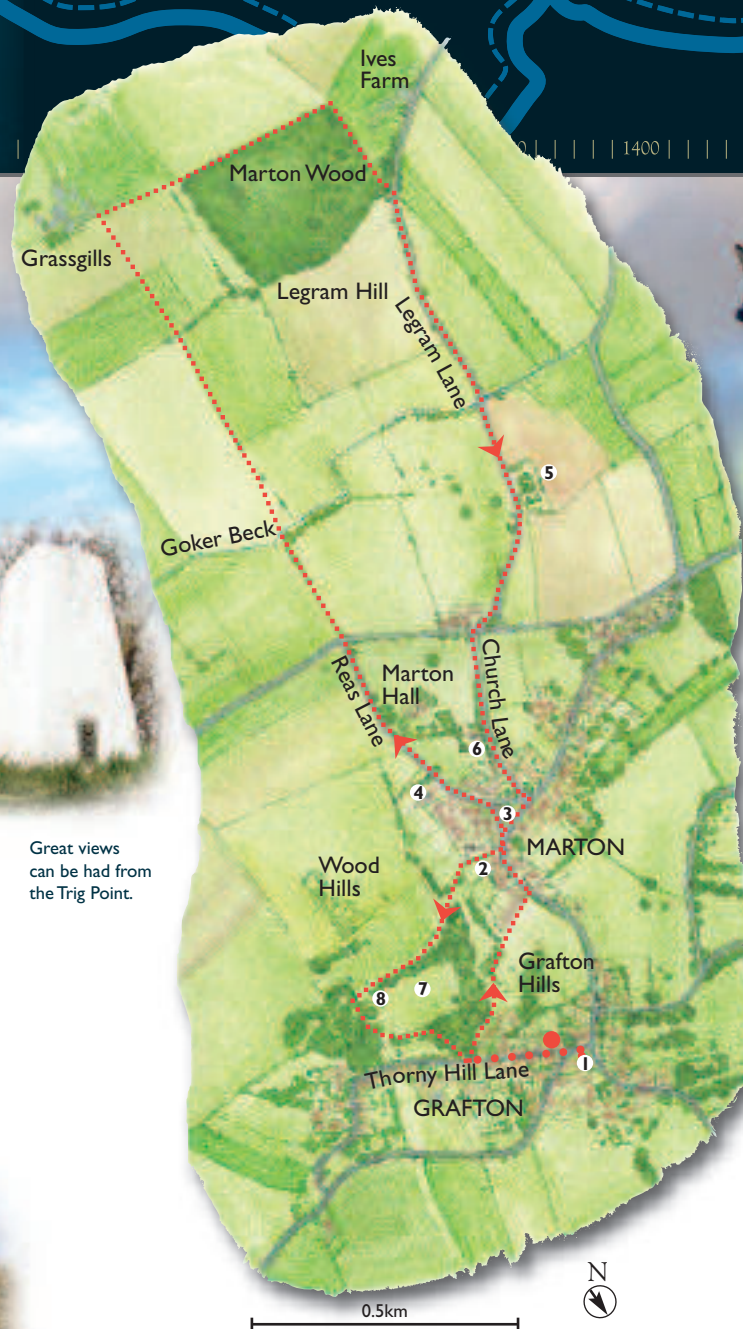 Ives
Farm
1400
Marton Wood
Grassgills
Legram Hill
Legram Lane
5
Goker Beck
Reas Lane
Marton
Hall
Church Lane
6
4
3
MARTON
Great views
can be had from
the Trig Point.
Wood
Hills
2
Grafton
Hills
8
7
1
Thorny Hill Lane
GRAFTON
N
0.5km